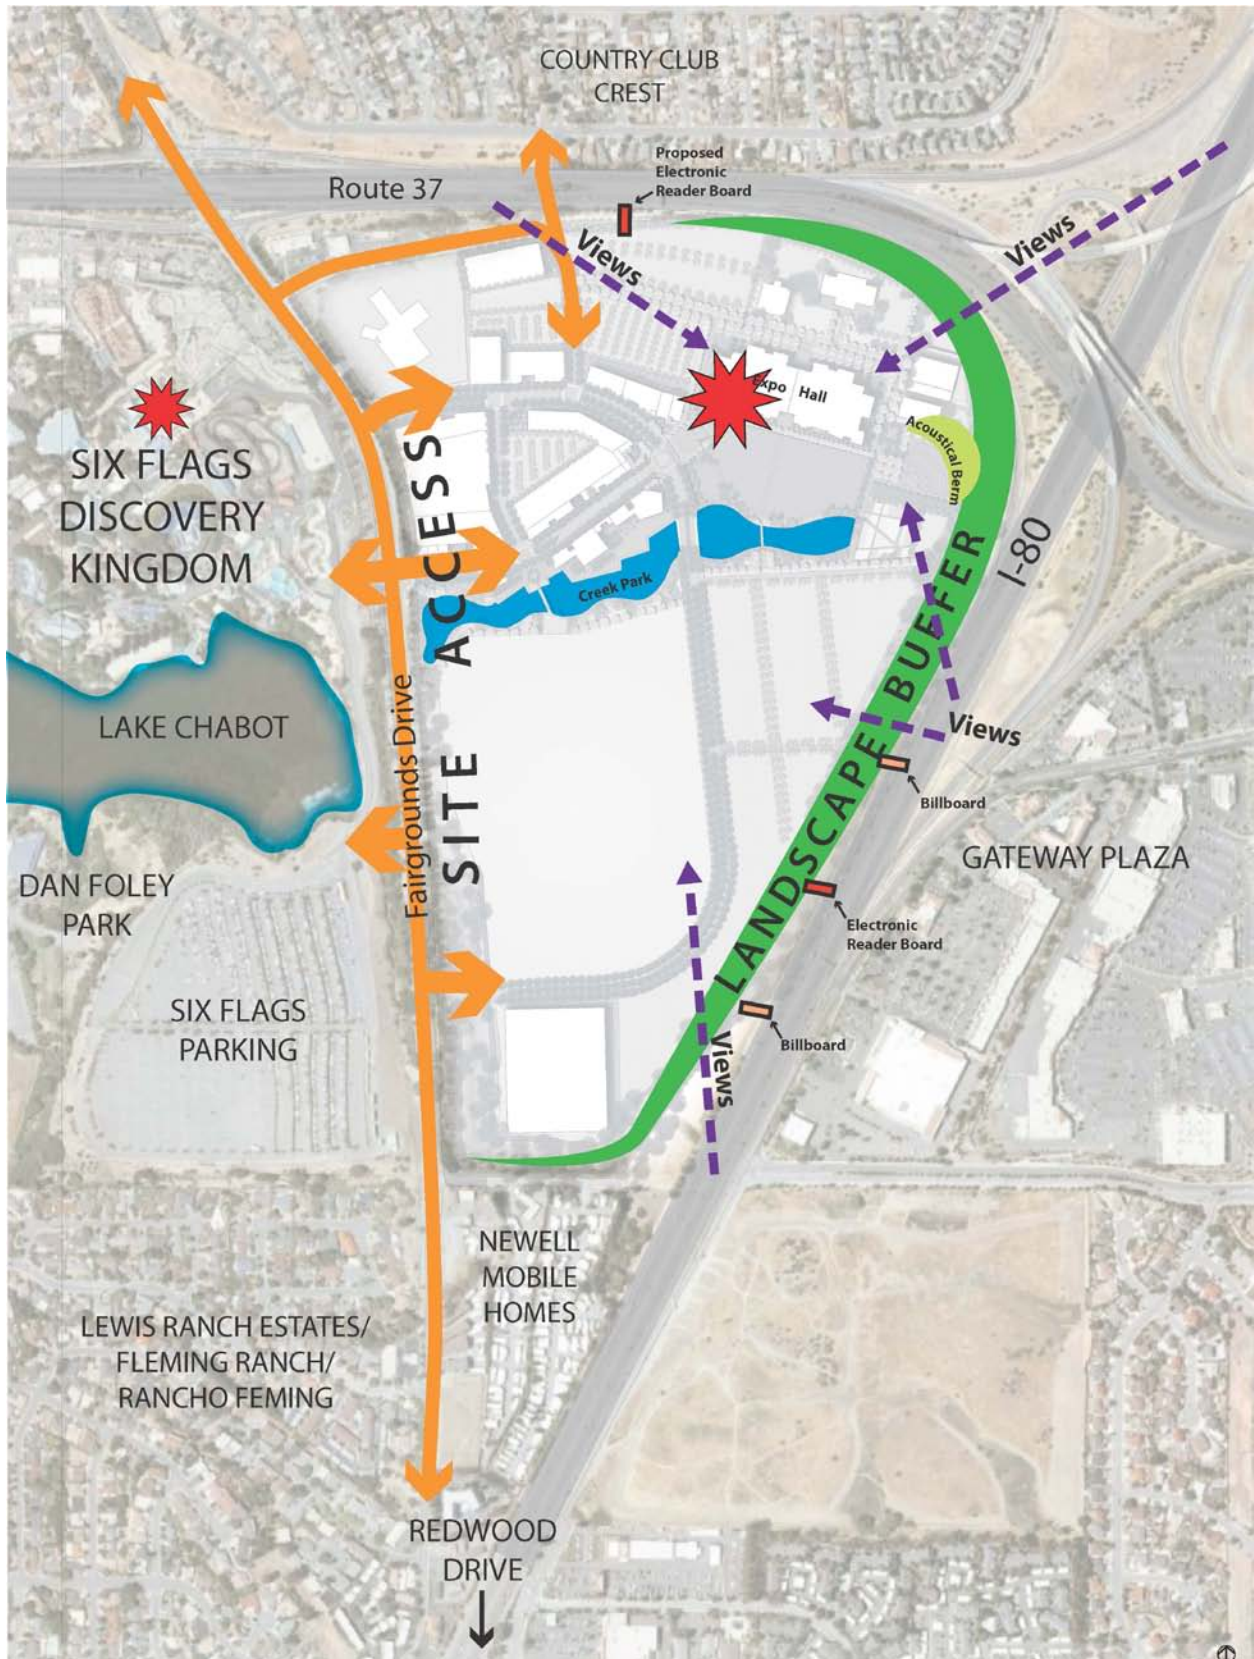 COUNTRY CLUB
CREST
Proposed
Electronic
Reader Board
Route 37
Views
Views
Expo Hall
Acoustical Berm
SIX FLAGS
DISCOVERY
KINGDOM
SITE ACCESS
Creek Park
I-80
LANDSCAPE BUFFER
LAKE CHABOT
Fairgrounds Drive
Views
Billboard
GATEWAY PLAZA
DAN FOLEY
PARK
Electronic
Reader Board
SIX FLAGS
PARKING
Billboard
Views
NEWELL
MOBILE
HOMES
LEWIS RANCH ESTATES/
FLEMING RANCH/
RANCHO FEMING
REDWOOD
DRIVE